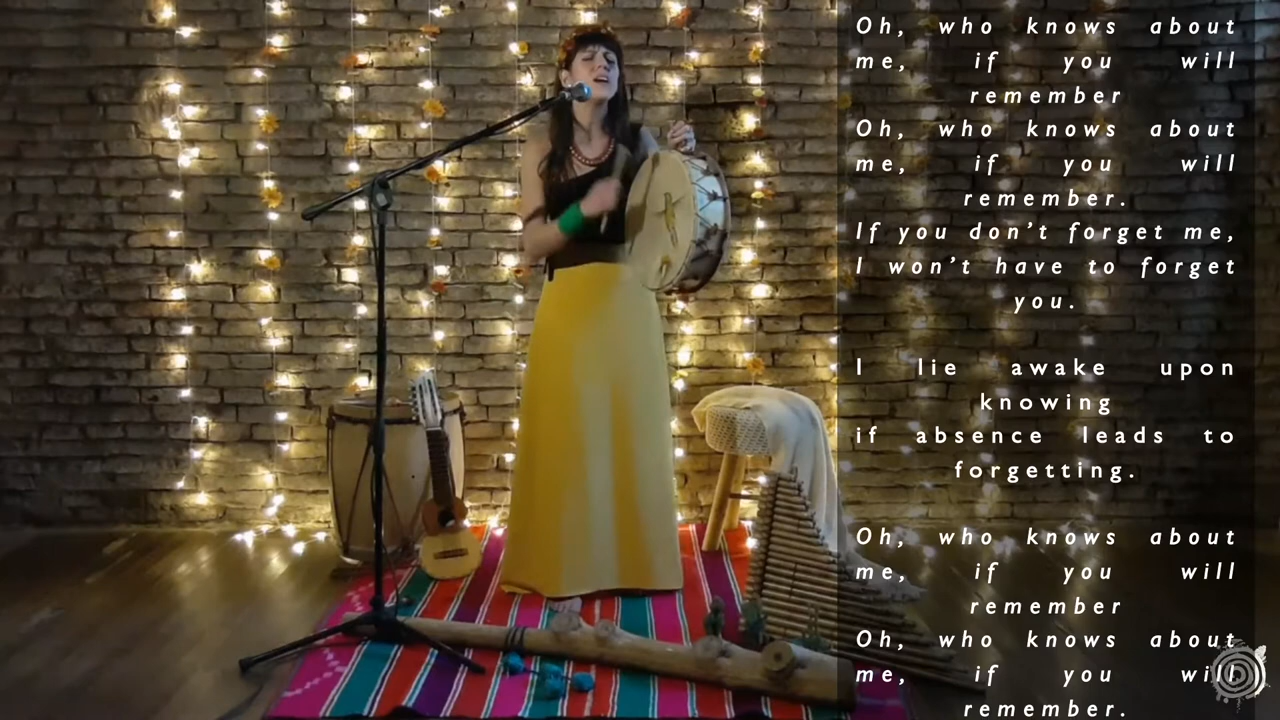 Oh, who knows about
me, if you will
remember
Oh, who knows about
me, if you will
remember.
If you don’t forget me,
I won’t have to forget
you.
I lie awake upon
knowing
if absence leads to
forgetting.
Oh, who knows about
me, if you will
remember
Oh, who knows about
me, if you will
remember.